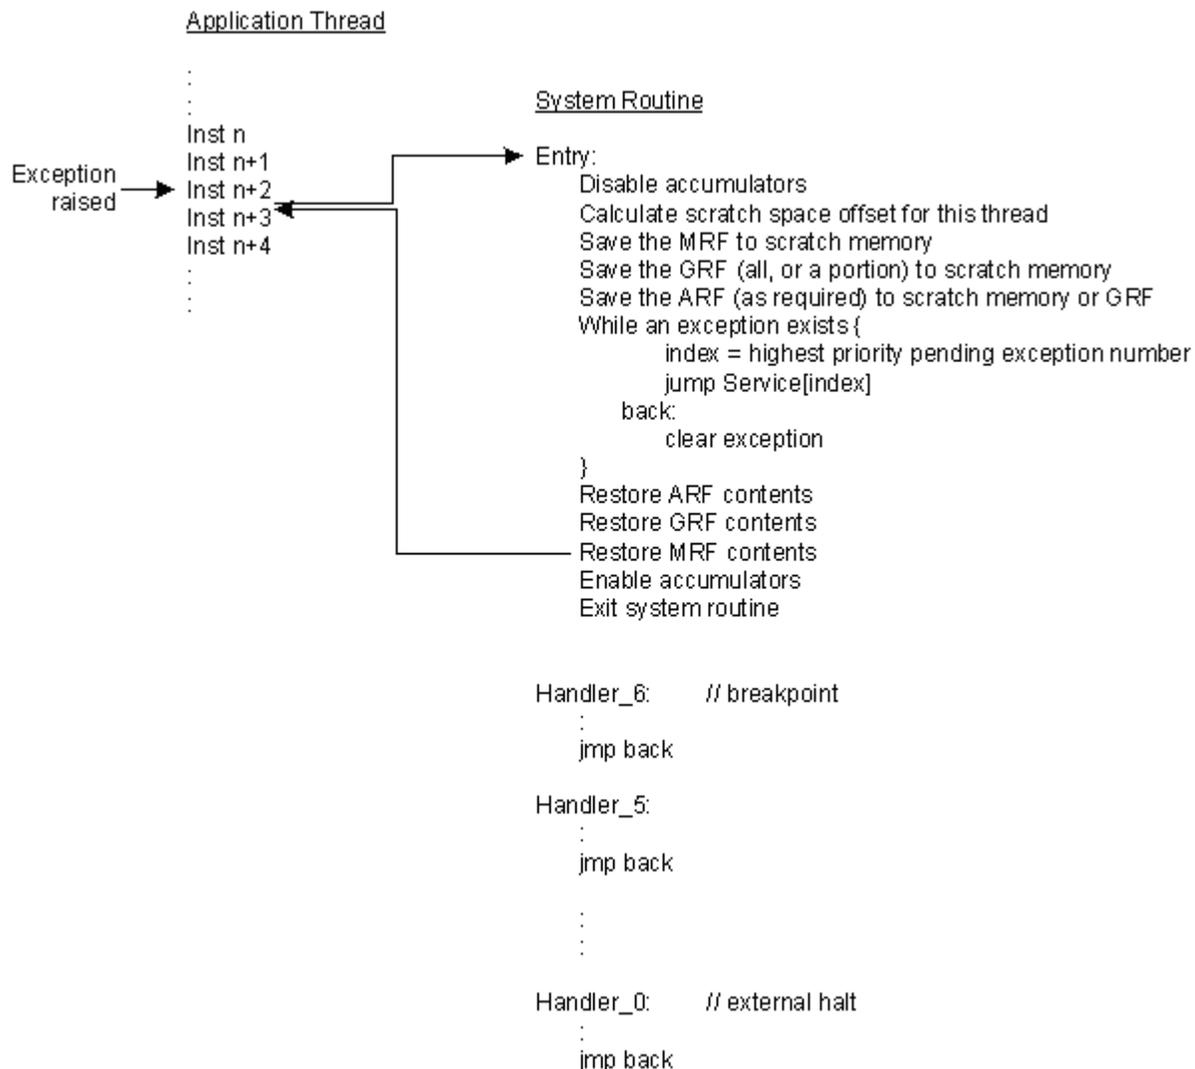 Application Thread
:
:
Inst n
Inst n+1
Exception raised
Inst n+2
Inst n+3
Inst n+4
:
:
System Routine
Entry:
Disable accumulators
Calculate scratch space offset for this thread
Save the MRF to scratch memory
Save the GRF (all, or a portion) to scratch memory
Save the ARF (as required) to scratch memory or GRF
While an exception exists {
index = highest priority pending exception number
jump Service[index]
back:
clear exception
}
Restore ARF contents
Restore GRF contents
Restore MRF contents
Enable accumulators
Exit system routine
Handler_6: // breakpoint
:
jmp back
Handler_5:
:
jmp back
:
:
Handler_0: // external halt
:
jmp back